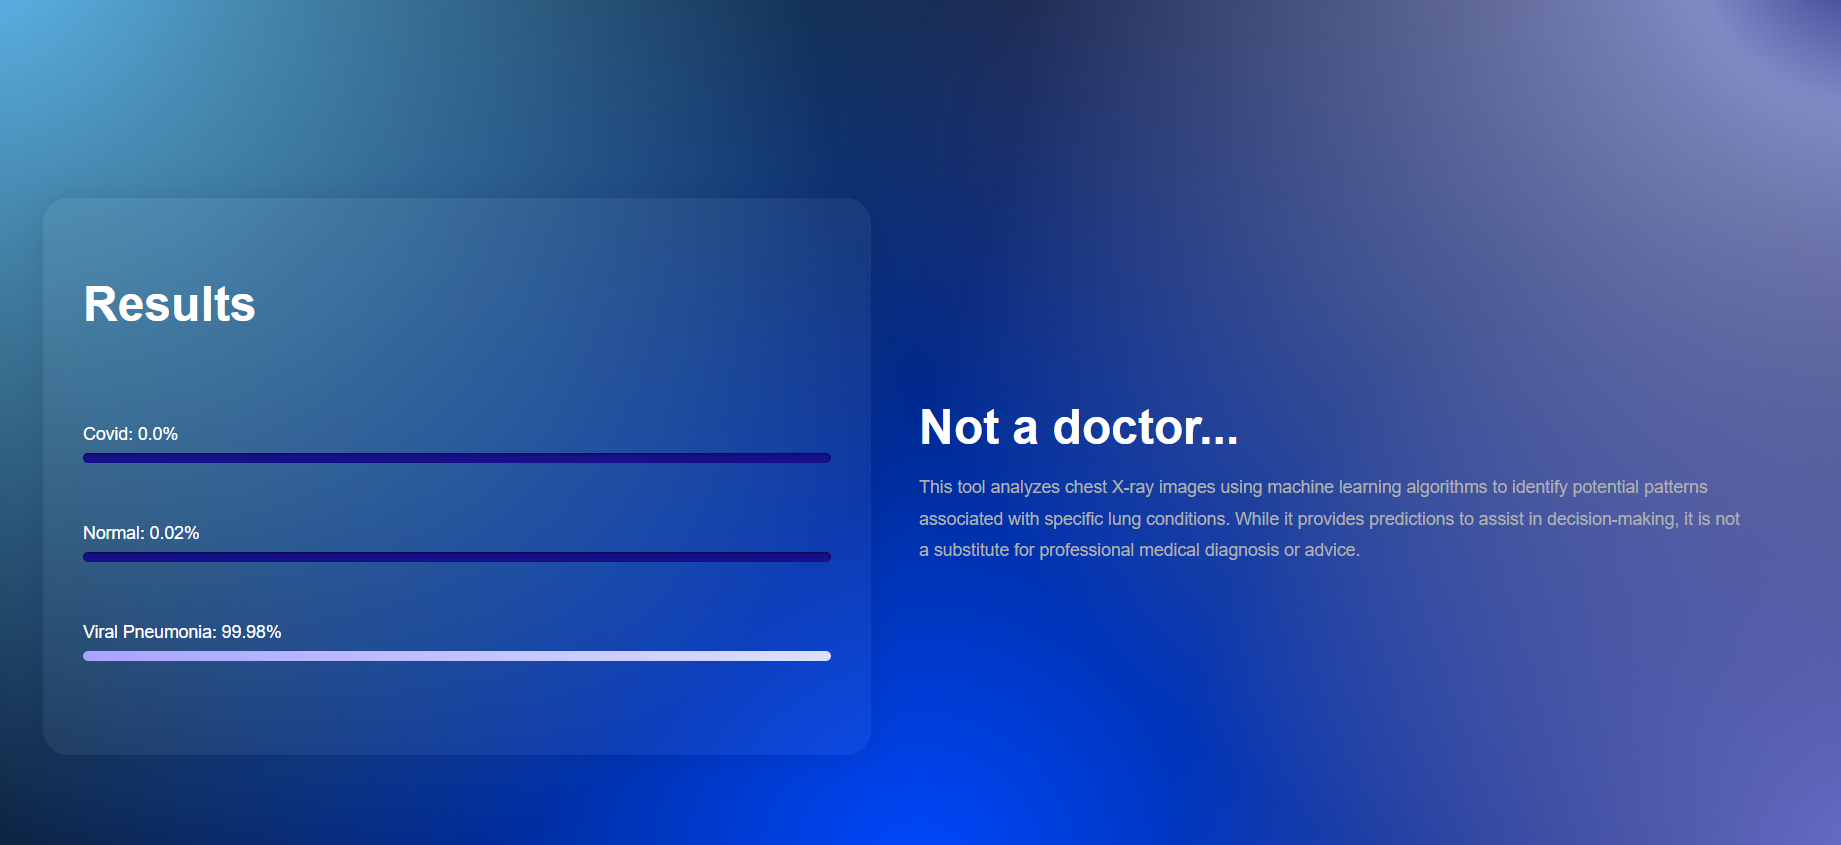 Results
Covid: 0.0%
Normal: 0.02%
Viral Pneumonia: 99.98%
Not a doctor...
This tool analyzes chest X-ray images using machine learning algorithms to identify potential patterns
associated with specific lung conditions. While it provides predictions to assist in decision-making, it is not
a substitute for professional medical diagnosis or advice.